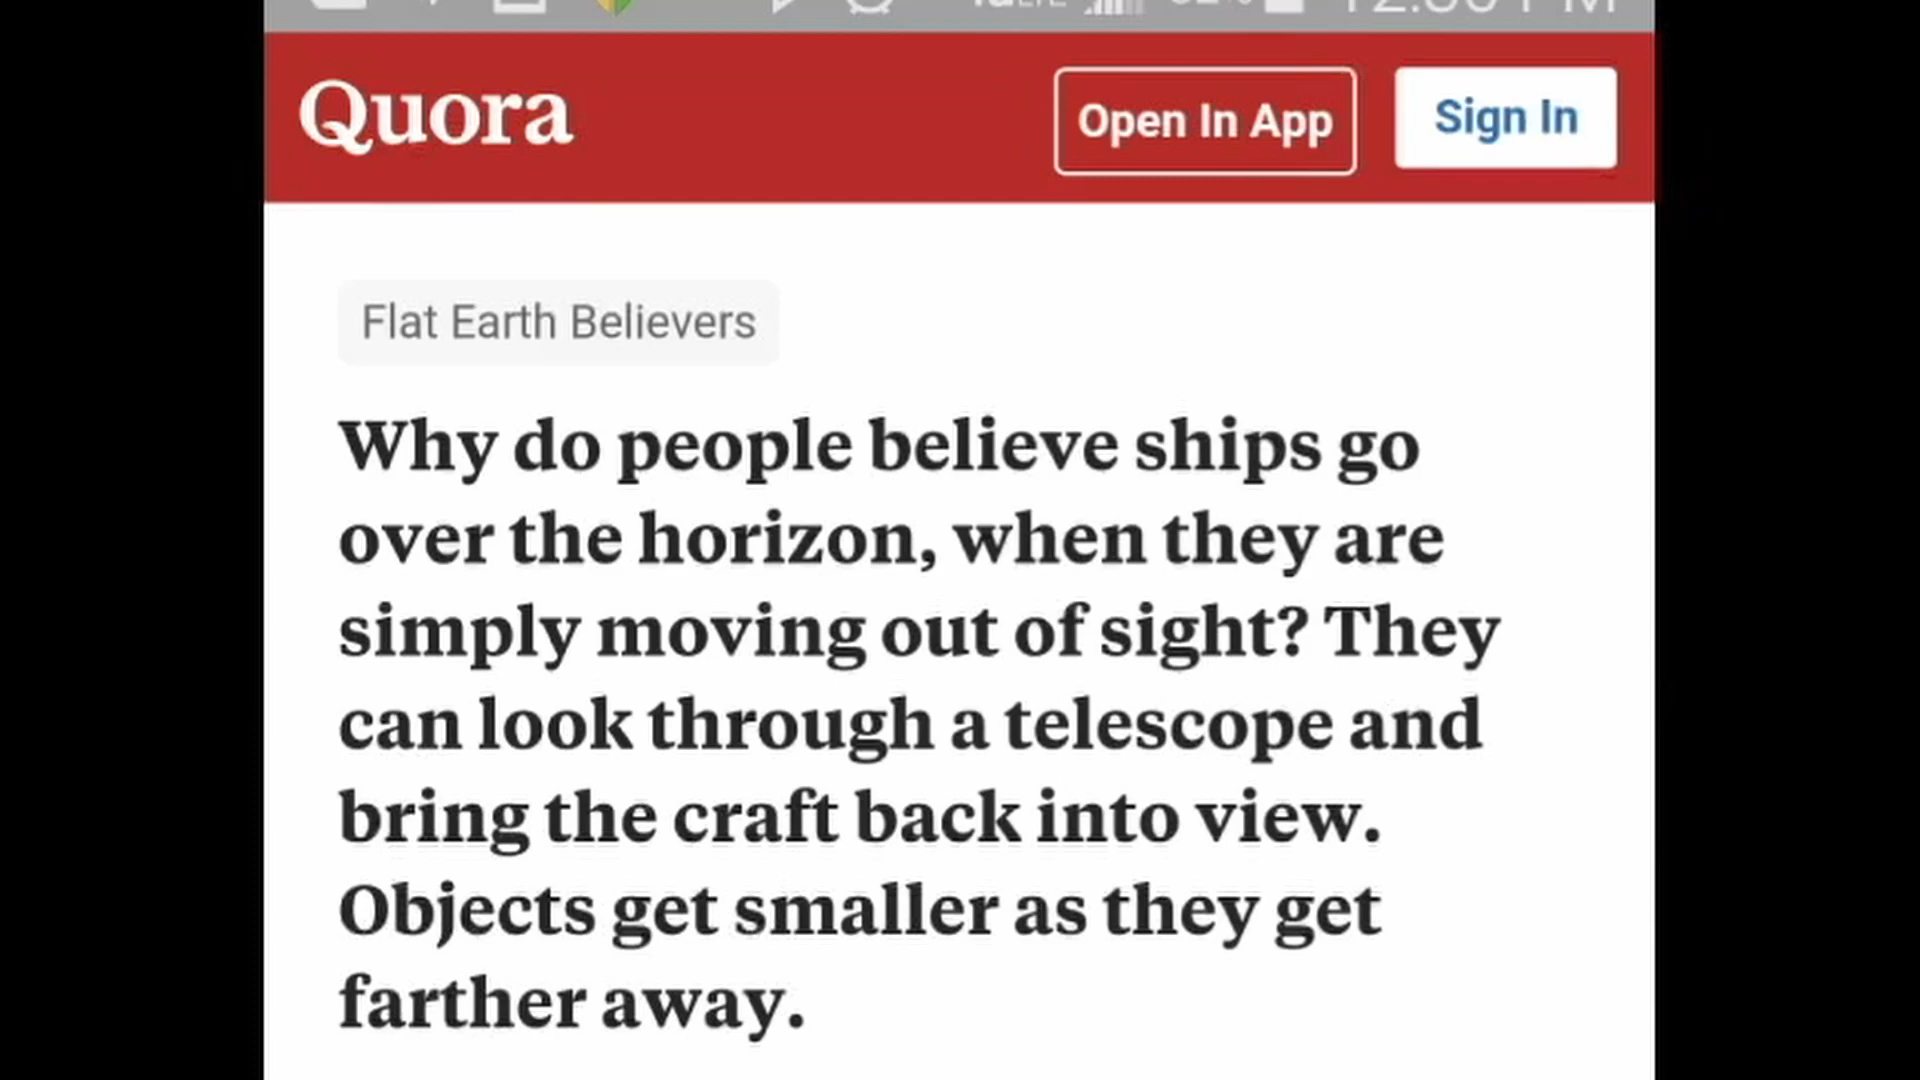 Quora
Open In App
Sign In
Flat Earth Believers
Why do people believe ships go
over the horizon, when they are
simply moving out of sight? They
can look through a telescope and
bring the craft back into view.
Objects get smaller as they get
farther away.